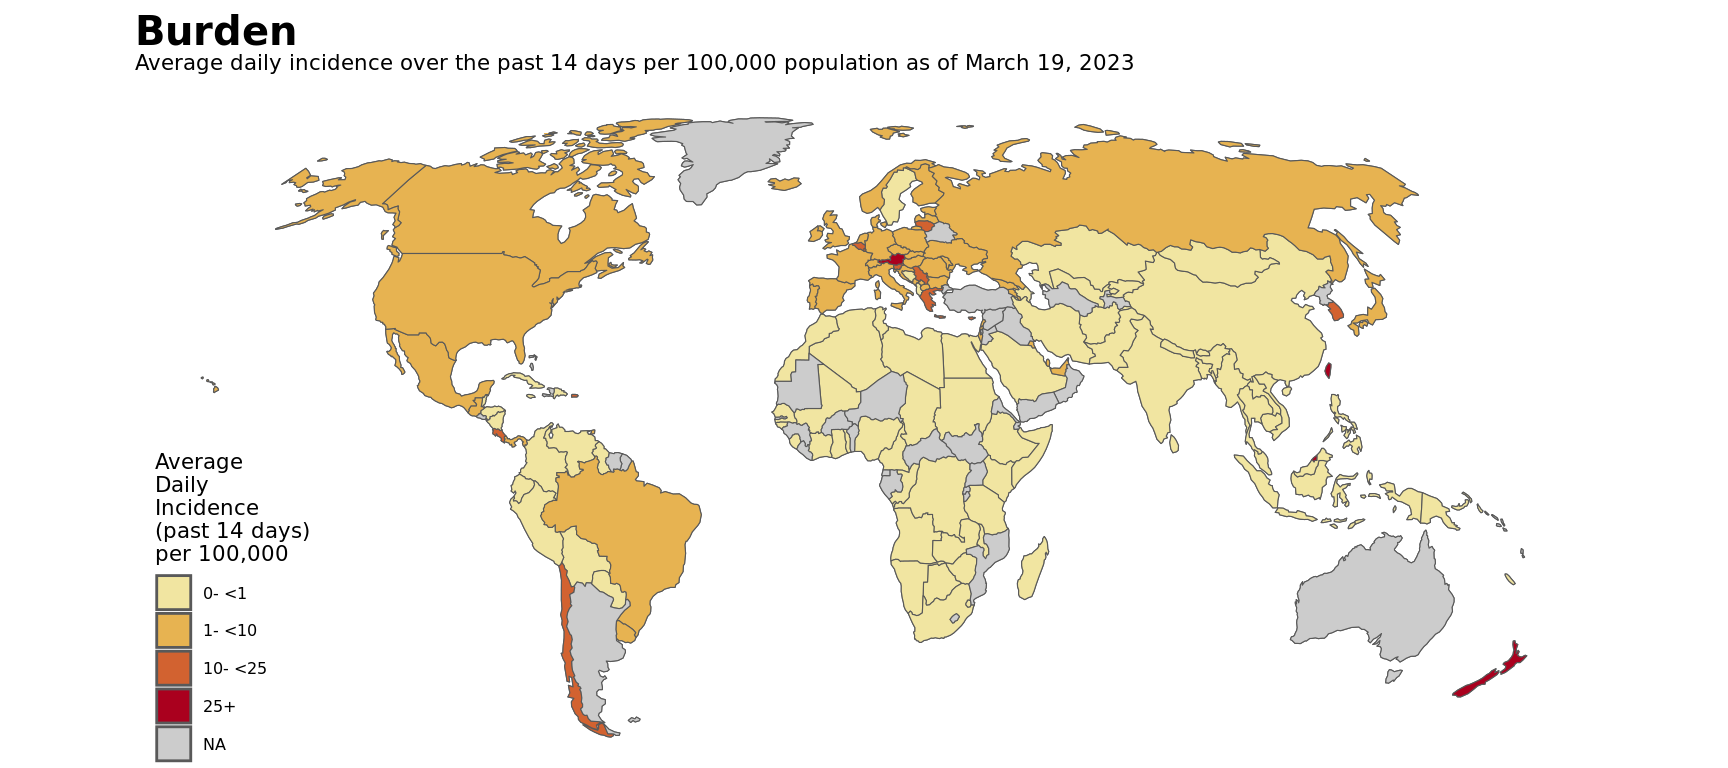 Burden
Average daily incidence over the past 14 days per 100,000 population as of March 19, 2023
Average
Daily
Incidence
(past 14 days)
per 100,000
0- <1
1- <10
10- <25
25+
NA